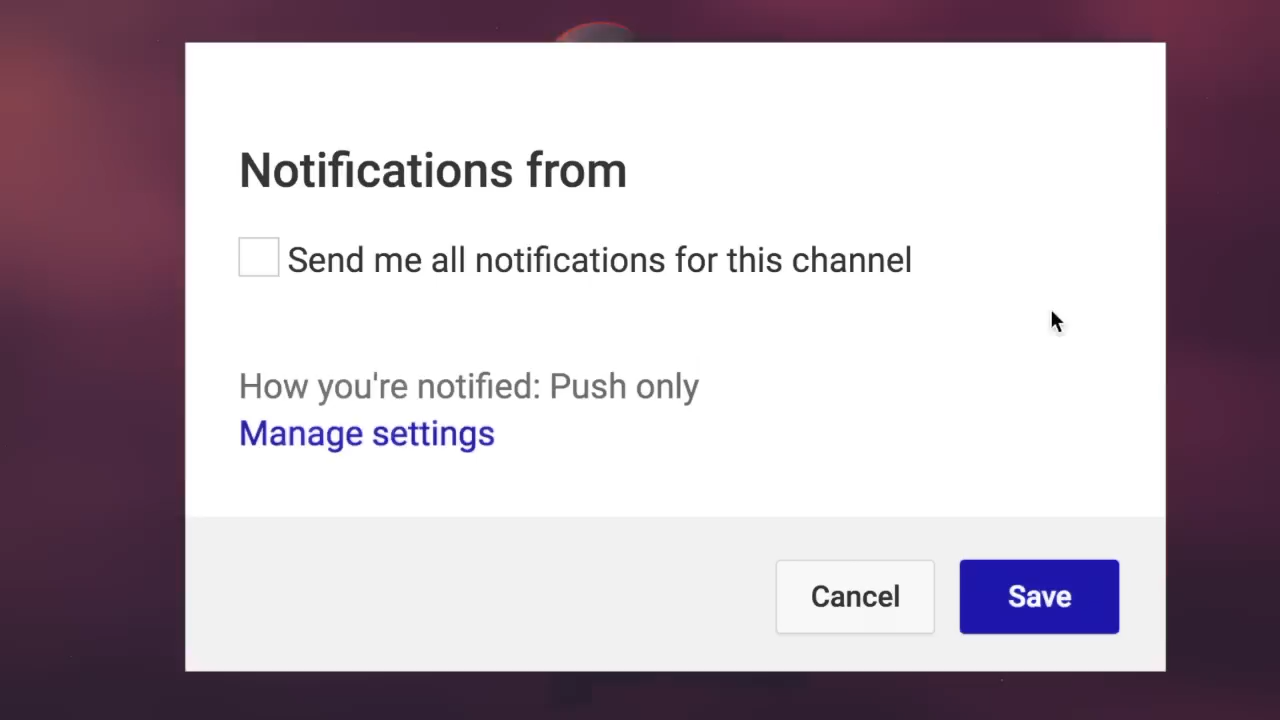 Notifications from
Send me all notifications for this channel
How you're notified: Push only
Manage settings
Cancel
Save